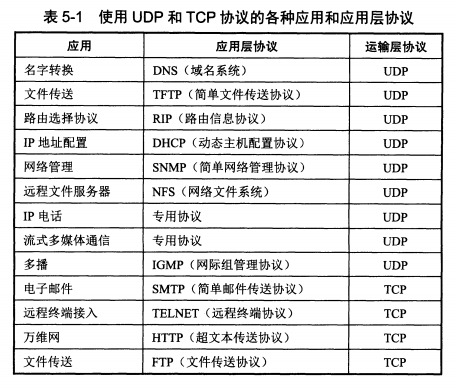 表 5-1 使用 UDP 和 TCP 协议的各种应用和应用层协议
应用 应用层协议 运输层协议
名字转换 DNS（域名系统） UDP
文件传送 TFTP（简单文件传送协议） UDP
路由选择协议 RIP（路由信息协议） UDP
IP 地址配置 DHCP（动态主机配置协议） UDP
网络管理 SNMP（简单网络管理协议） UDP
远程文件服务器 NFS（网络文件系统） UDP
IP 电话 专用协议 UDP
流式多媒体通信 专用协议 UDP
多播 IGMP（网际组管理协议） UDP
电子邮件 SMTP（简单邮件传送协议） TCP
远程终端接入 TELNET（远程终端协议） TCP
万维网 HTTP（超文本传送协议） TCP
文件传送 FTP（文件传送协议） TCP